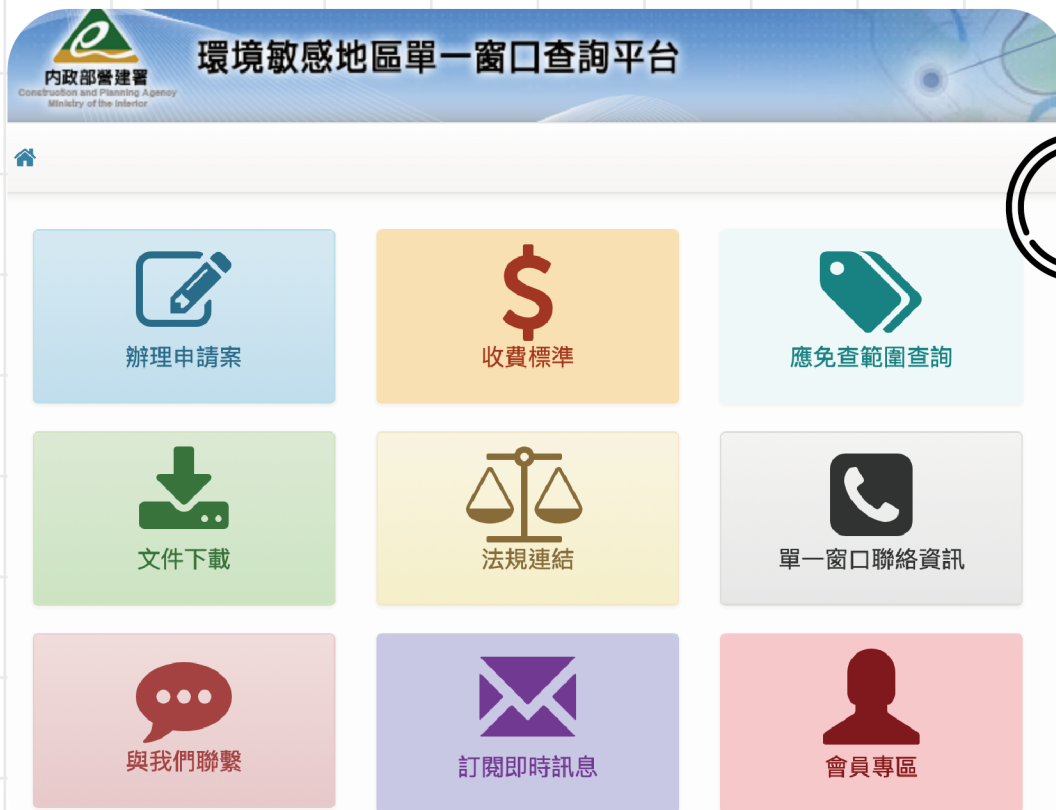 內政部營建署
Construction and Planning Agency
Ministry of the Interior
環境敏感地區單一窗口查詢平台
辦理申請案
收費標準
應免查範圍查詢
文件下載
法規連結
單一窗口聯絡資訊
與我們聯繫
訂閱即時訊息
會員專區